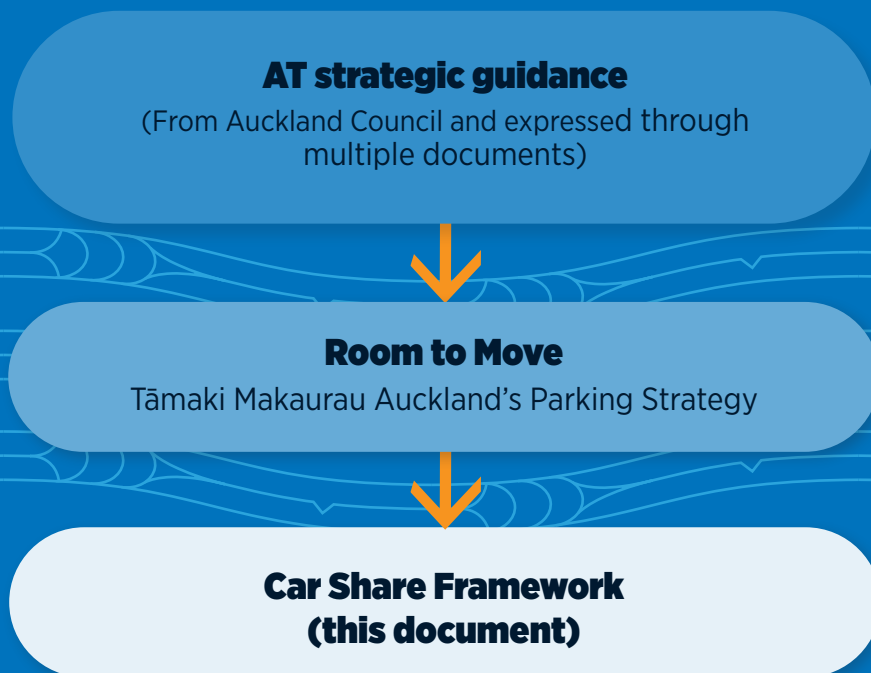 AT strategic guidance
(From Auckland Council and expressed through
multiple documents)
Room to Move
Tāmaki Makaurau Auckland's Parking Strategy
Car Share Framework
(this document)